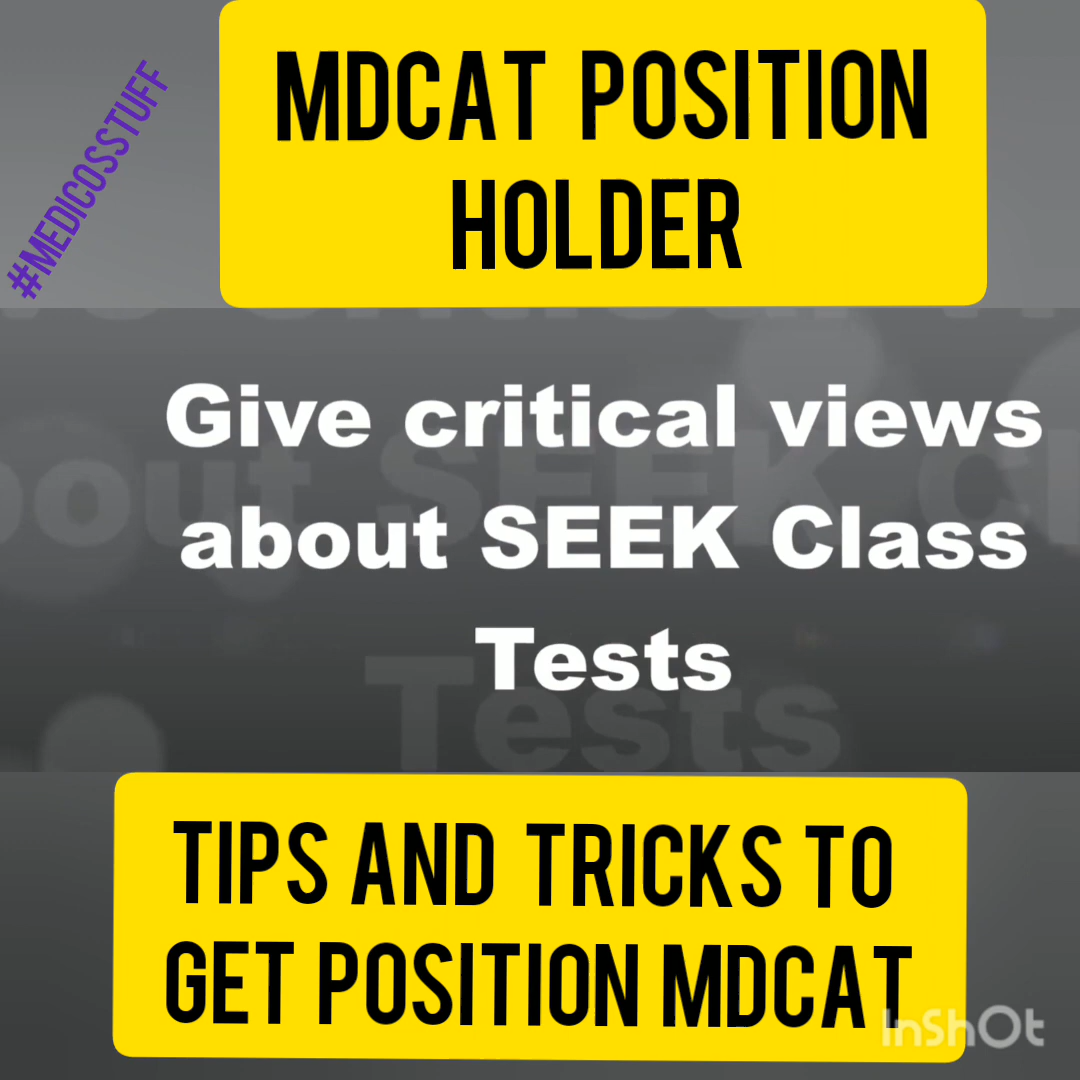 #MEDICOSSTUFF
MDCAT POSITION
HOLDER
Give critical views
about SEEK Class
Tests
TIPS AND TRICKS TO
GET POSITION MDCAT
InShOt